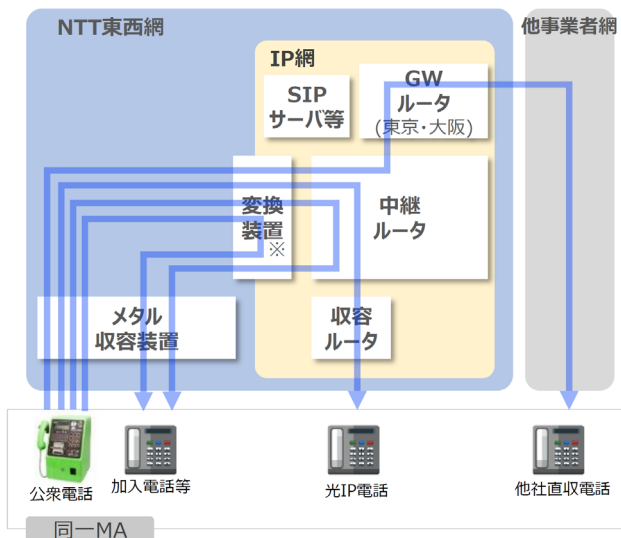 NTT東西網
他事業者網
IP網
SIP
サーバ等
GW
ルータ
(東京・大阪)
変換
装置
※
中継
ルータ
メタル
収容装置
収容
ルータ
公衆電話
加入電話等
光IP電話
他社直収電話
同一MA